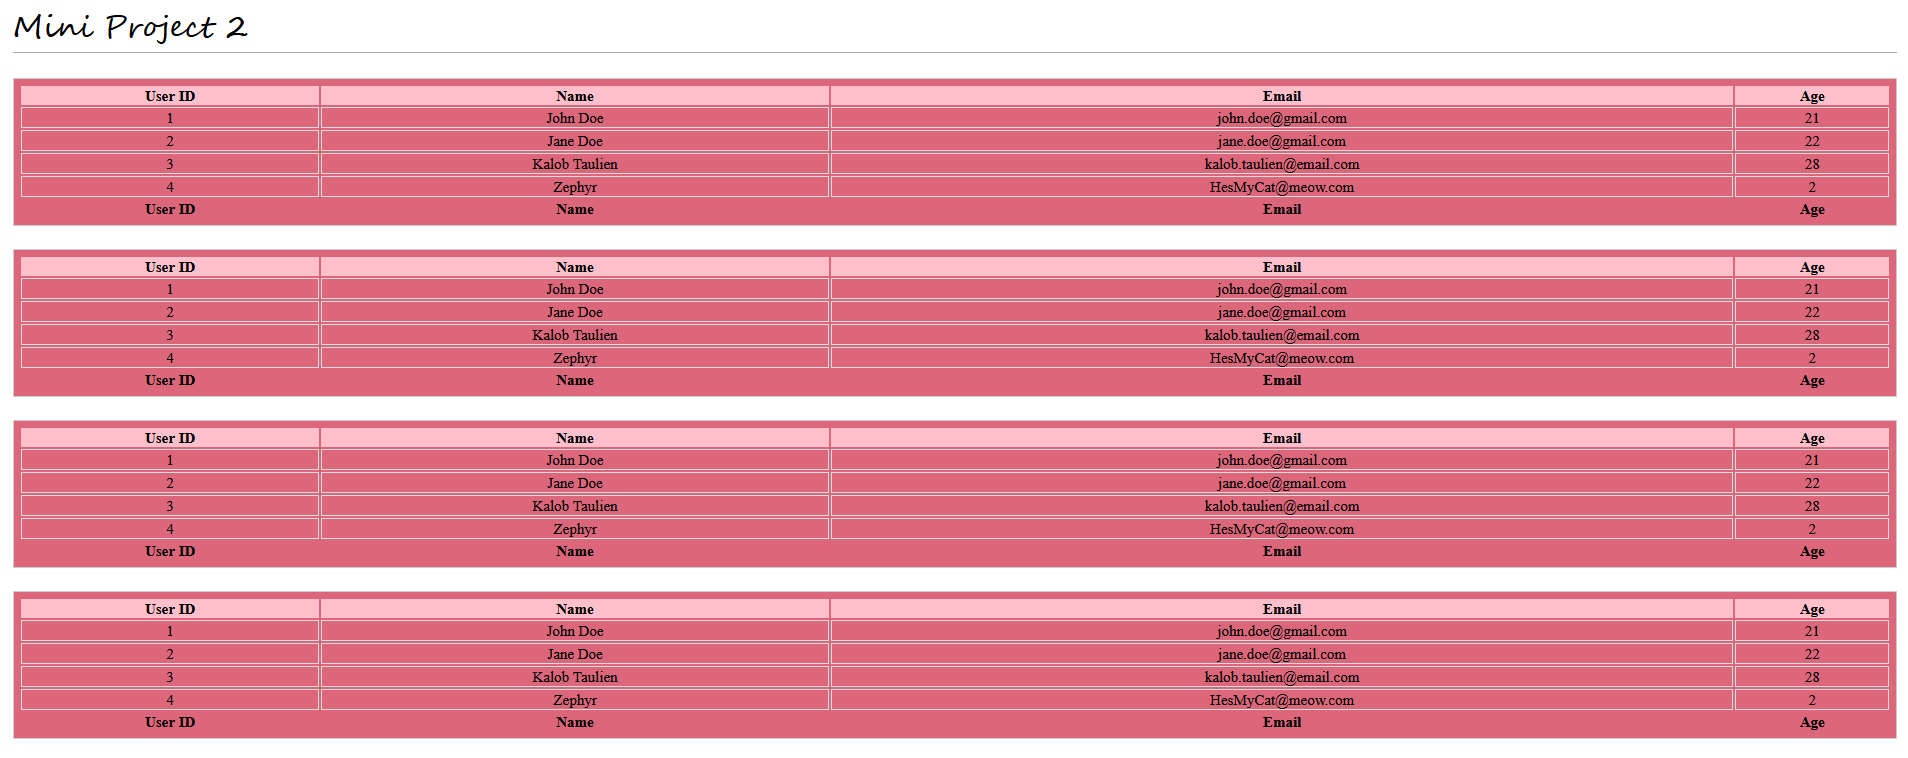 Mini Project 2
User ID Name Email Age
1 John Doe john.doe@gmail.com 21
2 Jane Doe jane.doe@gmail.com 22
3 Kalob Taulien kalob.taulien@email.com 28
4 Zephyr HesMyCat@meow.com 2
User ID Name Email Age
User ID Name Email Age
1 John Doe john.doe@gmail.com 21
2 Jane Doe jane.doe@gmail.com 22
3 Kalob Taulien kalob.taulien@email.com 28
4 Zephyr HesMyCat@meow.com 2
User ID Name Email Age
User ID Name Email Age
1 John Doe john.doe@gmail.com 21
2 Jane Doe jane.doe@gmail.com 22
3 Kalob Taulien kalob.taulien@email.com 28
4 Zephyr HesMyCat@meow.com 2
User ID Name Email Age
User ID Name Email Age
1 John Doe john.doe@gmail.com 21
2 Jane Doe jane.doe@gmail.com 22
3 Kalob Taulien kalob.taulien@email.com 28
4 Zephyr HesMyCat@meow.com 2
User ID Name Email Age